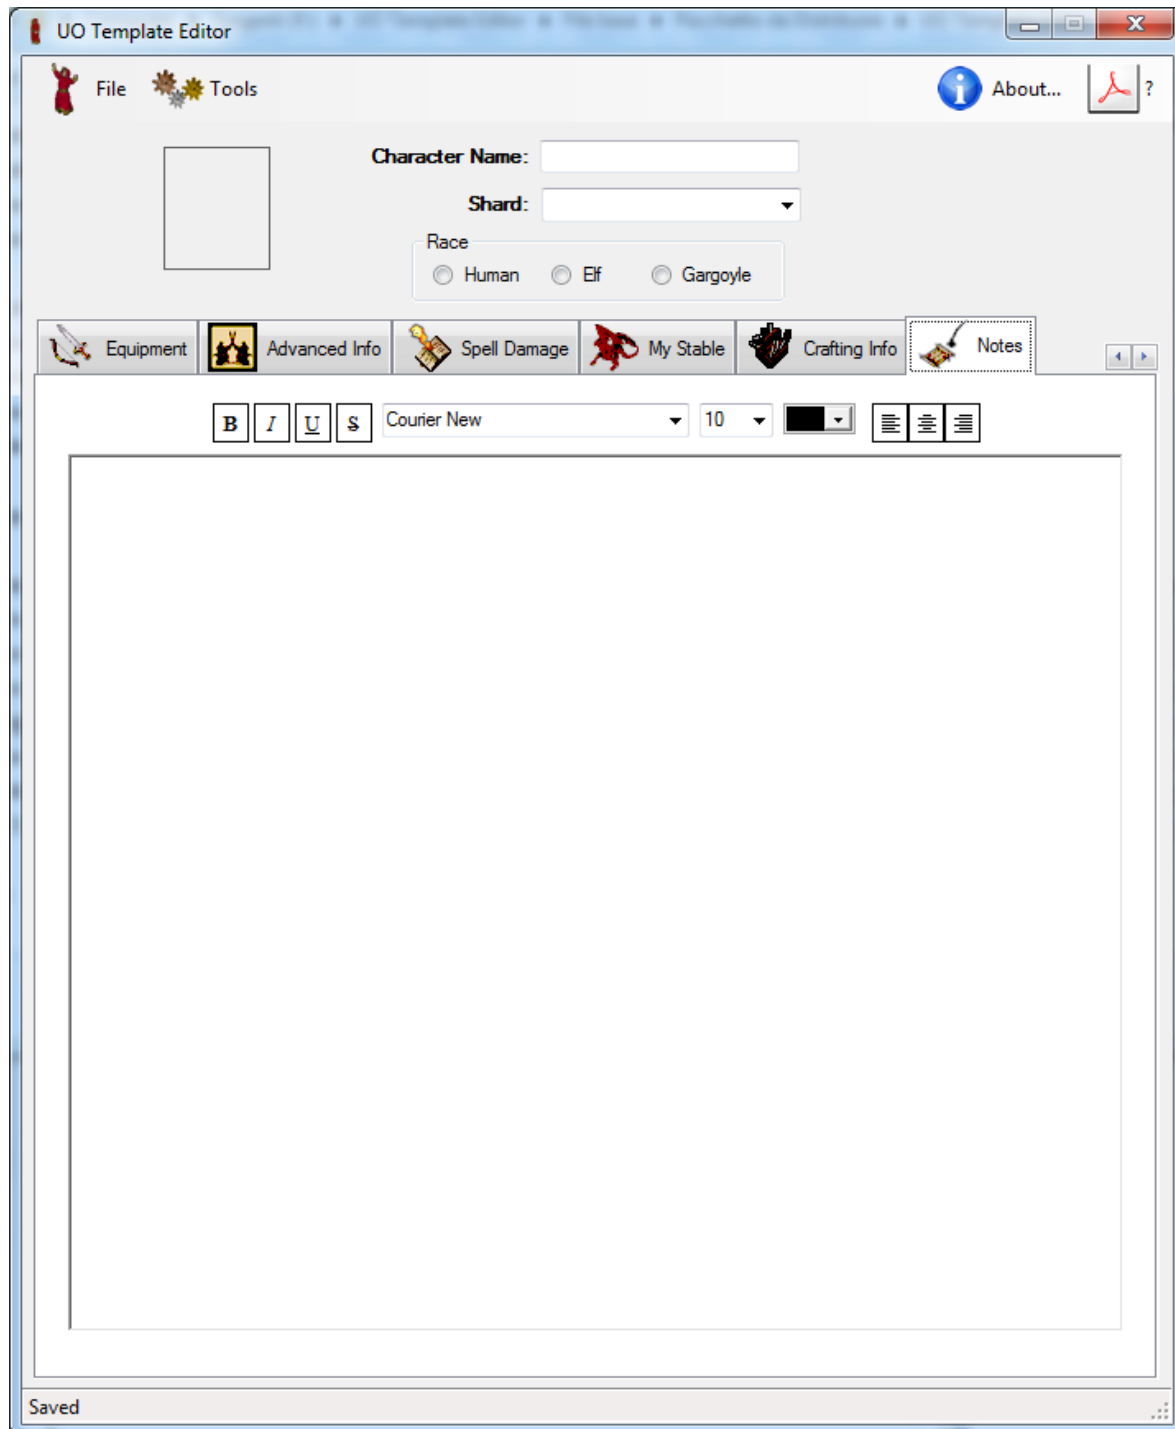 UO Template Editor
File Tools About... ?
Character Name:
Shard:
Race
Human Elf Gargoyle
Equipment Advanced Info Spell Damage My Stable Crafting Info Notes
B I U S Courier New 10
Saved